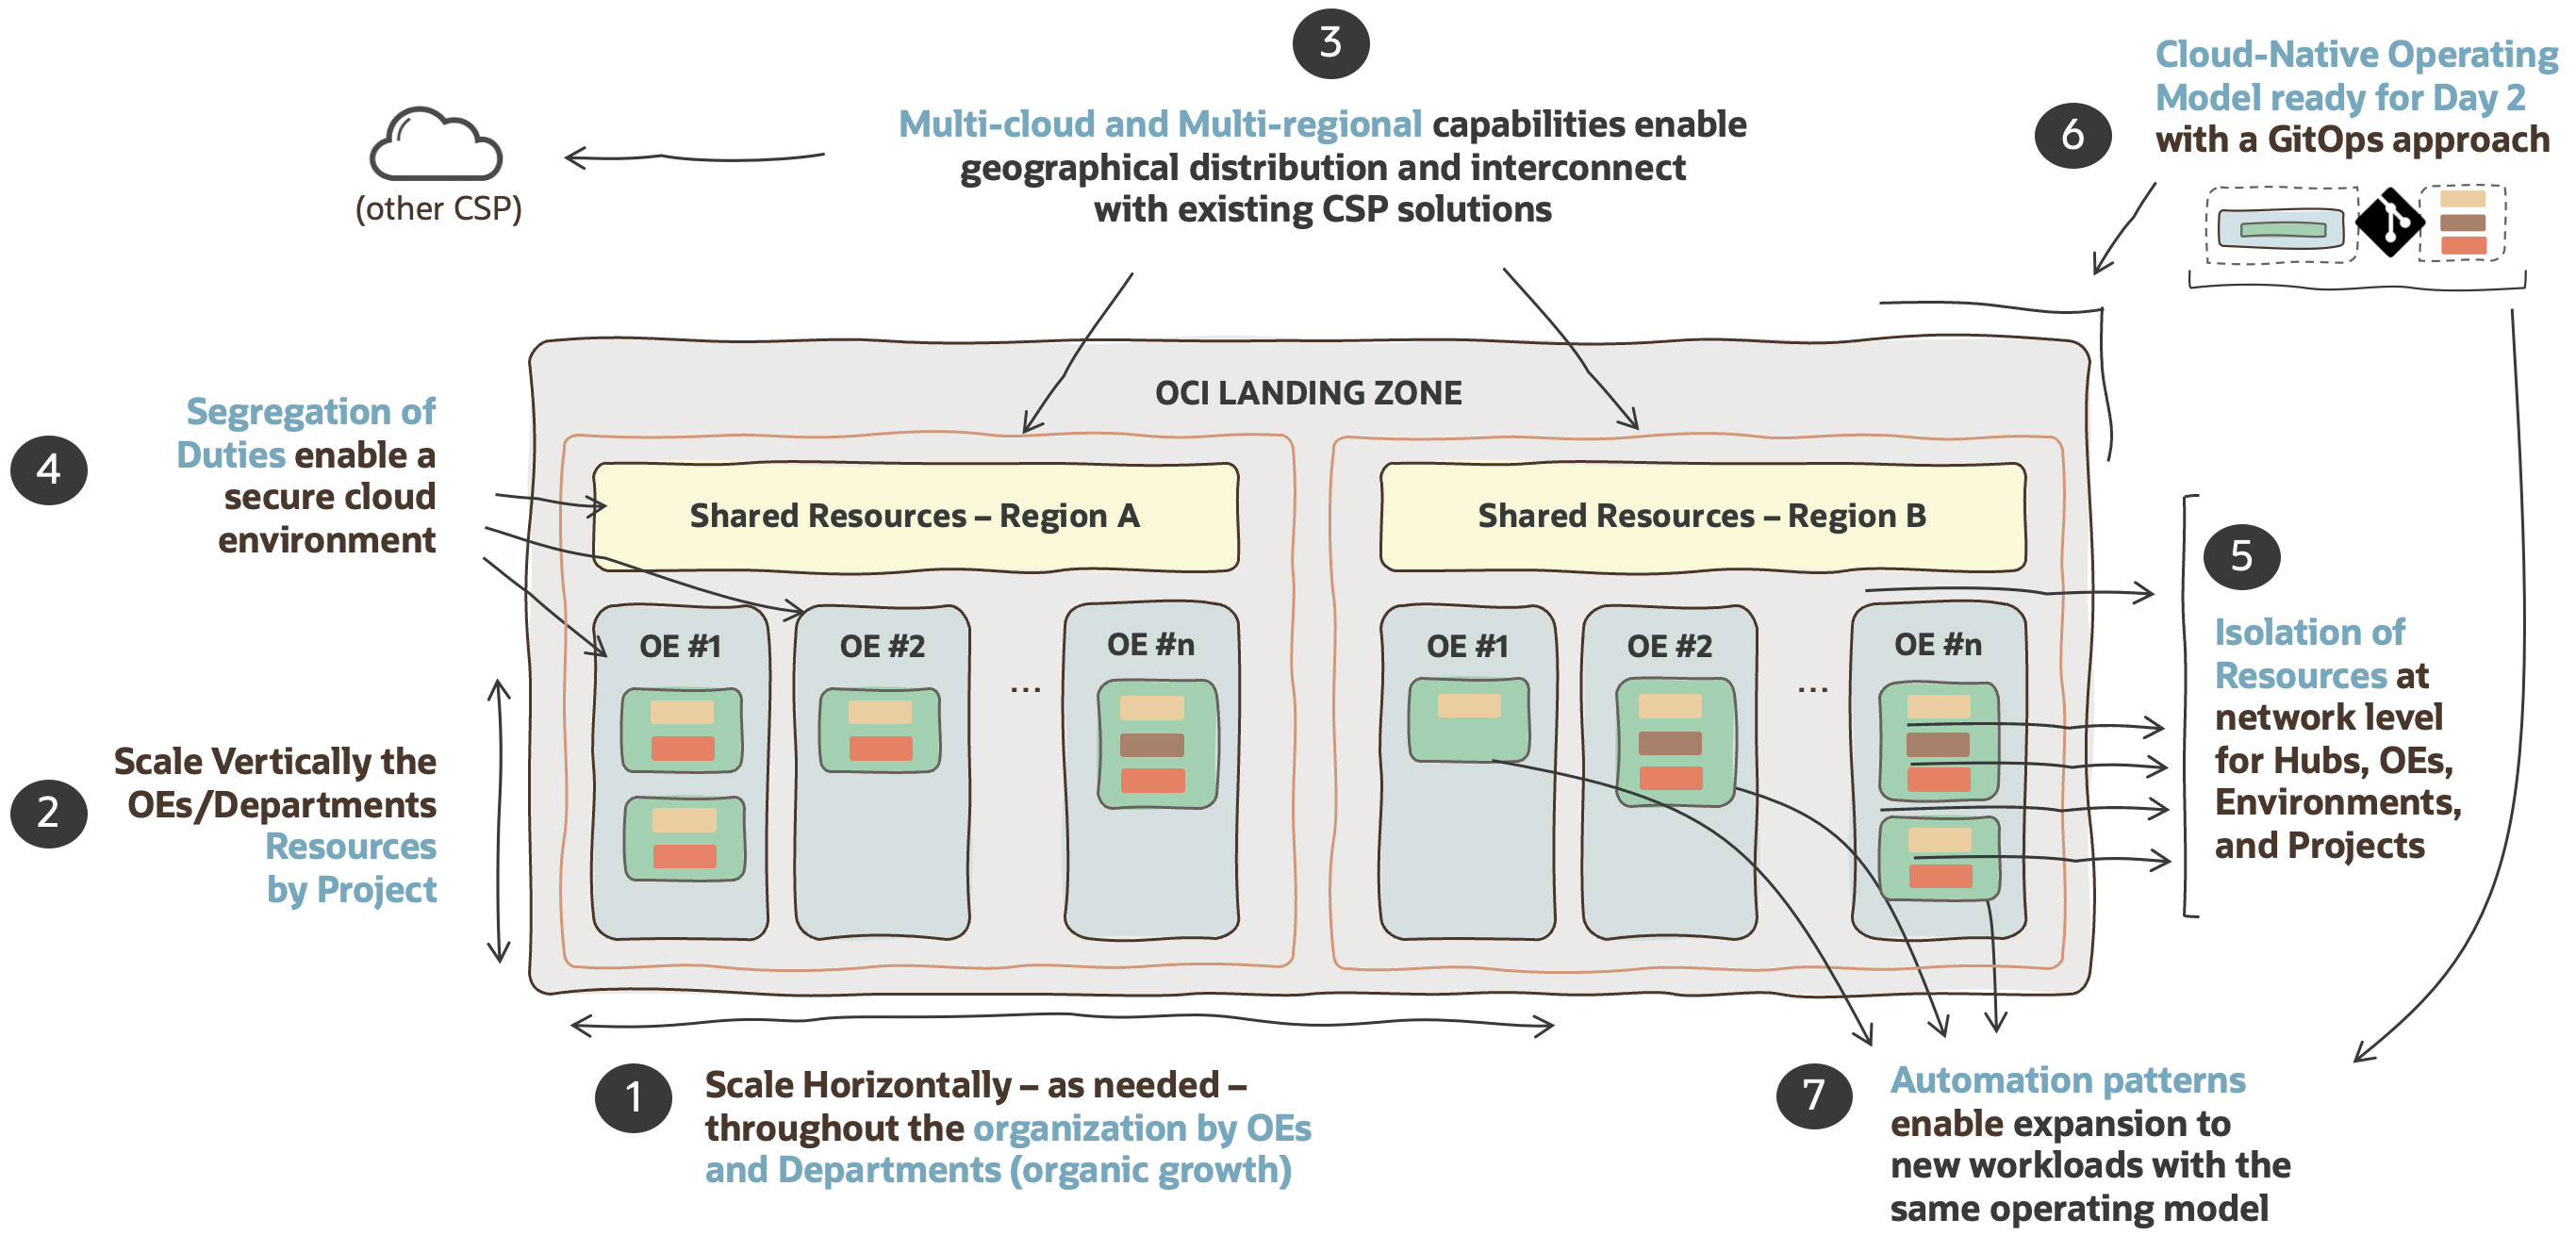 3
Multi-cloud and Multi-regional capabilities enable
geographical distribution and interconnect
with existing CSP solutions
(other CSP)
6
Cloud-Native Operating
Model ready for Day 2
with a GitOps approach
OCI LANDING ZONE
4
Segregation of
Duties enable a
secure cloud
environment
Shared Resources – Region A
Shared Resources – Region B
OE #1
OE #2
...
OE #n
OE #1
OE #2
...
OE #n
5
Isolation of
Resources at
network level
for Hubs, OEs,
Environments,
and Projects
2
Scale Vertically the
OEs/Departments
Resources
by Project
1
Scale Horizontally – as needed –
throughout the organization by OEs
and Departments (organic growth)
7
Automation patterns
enable expansion to
new workloads with the
same operating model